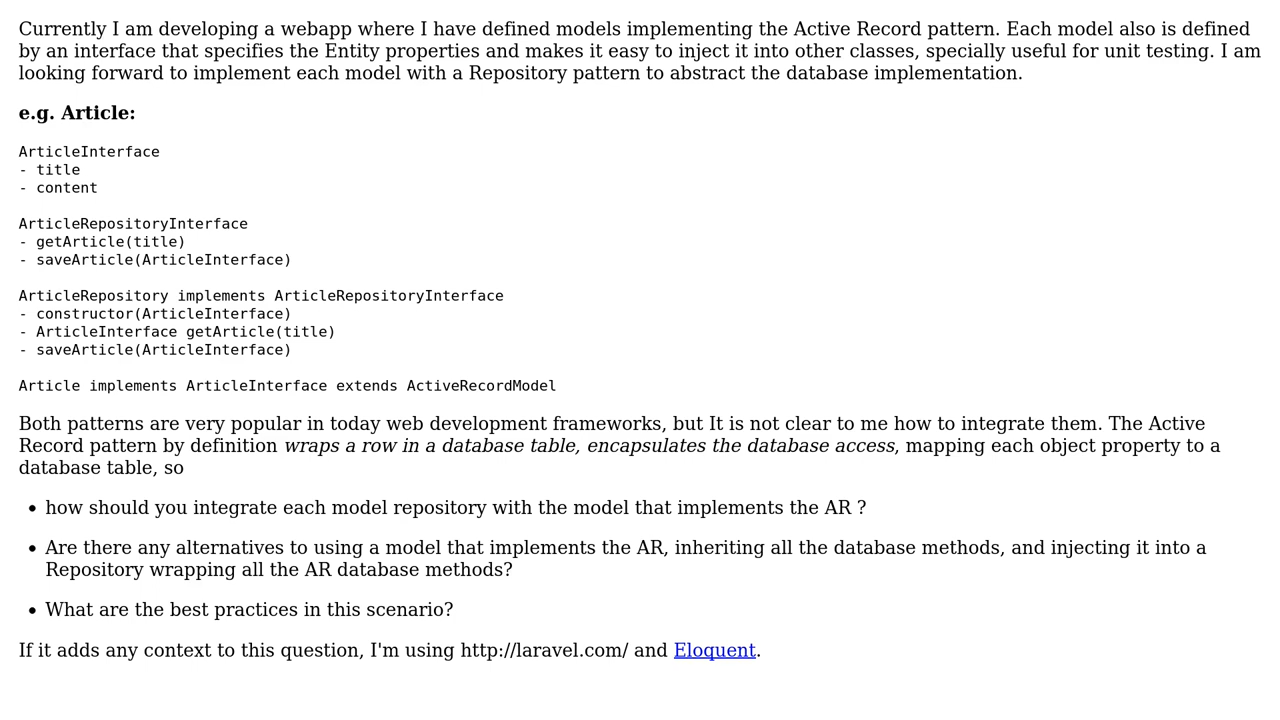 Currently I am developing a webapp where I have defined models implementing the Active Record pattern. Each model also is defined
by an interface that specifies the Entity properties and makes it easy to inject it into other classes, specially useful for unit testing. I am
looking forward to implement each model with a Repository pattern to abstract the database implementation.
e.g. Article:
ArticleInterface
- title
- content
ArticleRepositoryInterface
- getArticle(title)
- saveArticle(ArticleInterface)
ArticleRepository implements ArticleRepositoryInterface
- constructor(ArticleInterface)
- ArticleInterface getArticle(title)
- saveArticle(ArticleInterface)
Article implements ArticleInterface extends ActiveRecordModel
Both patterns are very popular in today web development frameworks, but It is not clear to me how to integrate them. The Active
Record pattern by definition wraps a row in a database table, encapsulates the database access, mapping each object property to a
database table, so
• how should you integrate each model repository with the model that implements the AR ?
• Are there any alternatives to using a model that implements the AR, inheriting all the database methods, and injecting it into a
Repository wrapping all the AR database methods?
• What are the best practices in this scenario?
If it adds any context to this question, I'm using http://laravel.com/ and Eloquent.